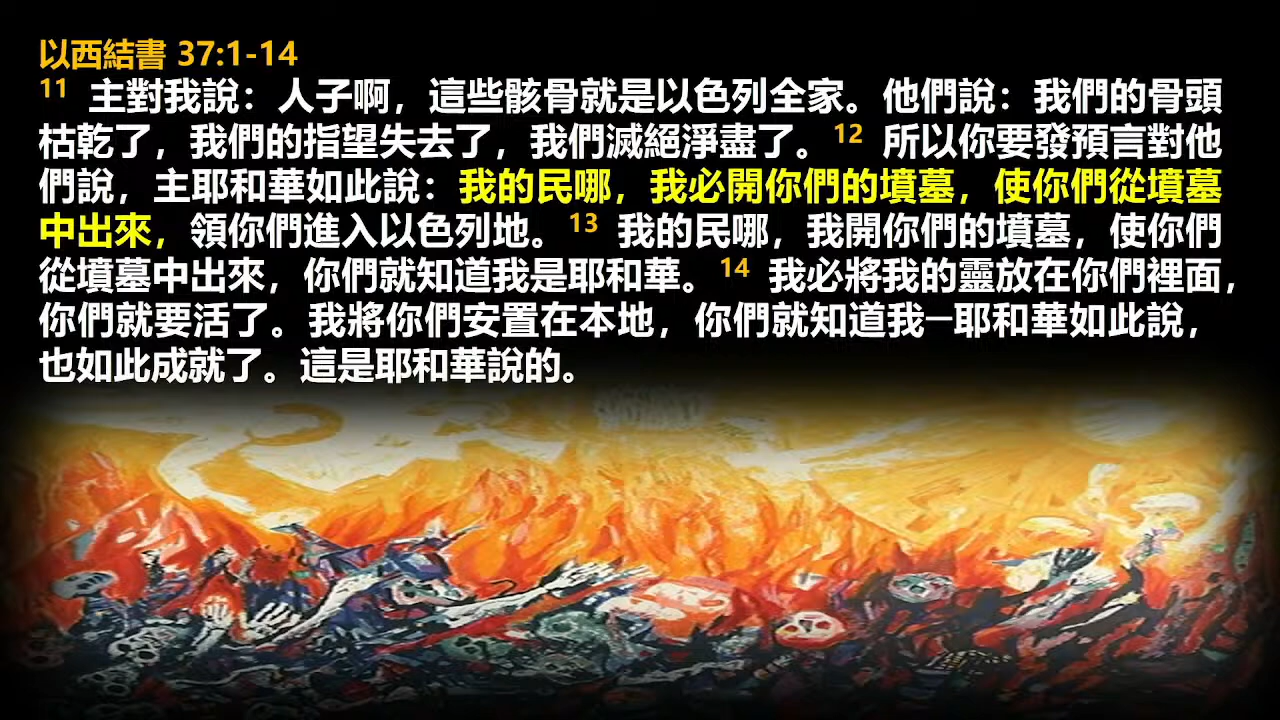 以西結書 37:1-14
11 主對我說：人子啊，這些骸骨就是以色列全家。他們說：我們的骨頭
枯乾了，我們的指望失去了，我們滅絕淨盡了。12 所以你要發預言對他
們說，主耶和華如此說：我的民哪，我必開你們的墳墓，使你們從墳墓
中出來，領你們進入以色列地。13 我的民哪，我開你們的墳墓，使你們
從墳墓中出來，你們就知道我是耶和華。14 我必將我的靈放在你們裡面，
你們就要活了。我將你們安置在本地，你們就知道我─耶和華如此說，
也如此成就了。這是耶和華說的。